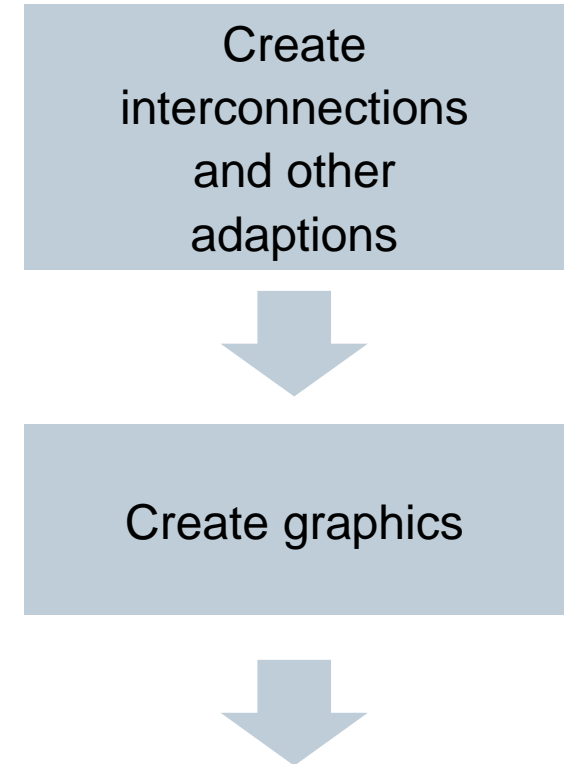 Create
interconnections
and other
adaptions
Create graphics